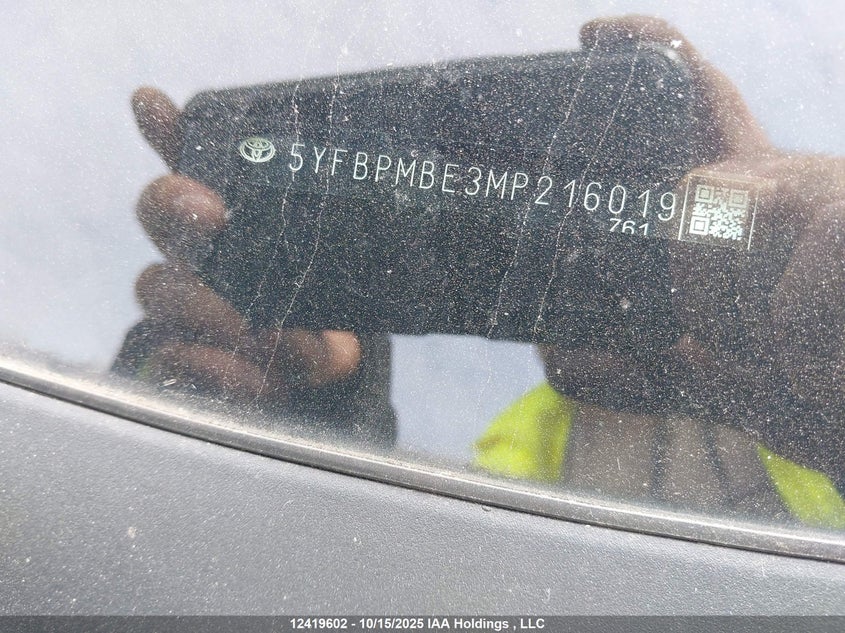 5YFBPMBE3MP216019
761
12419602 - 10/15/2025 IAA Holdings , LLC